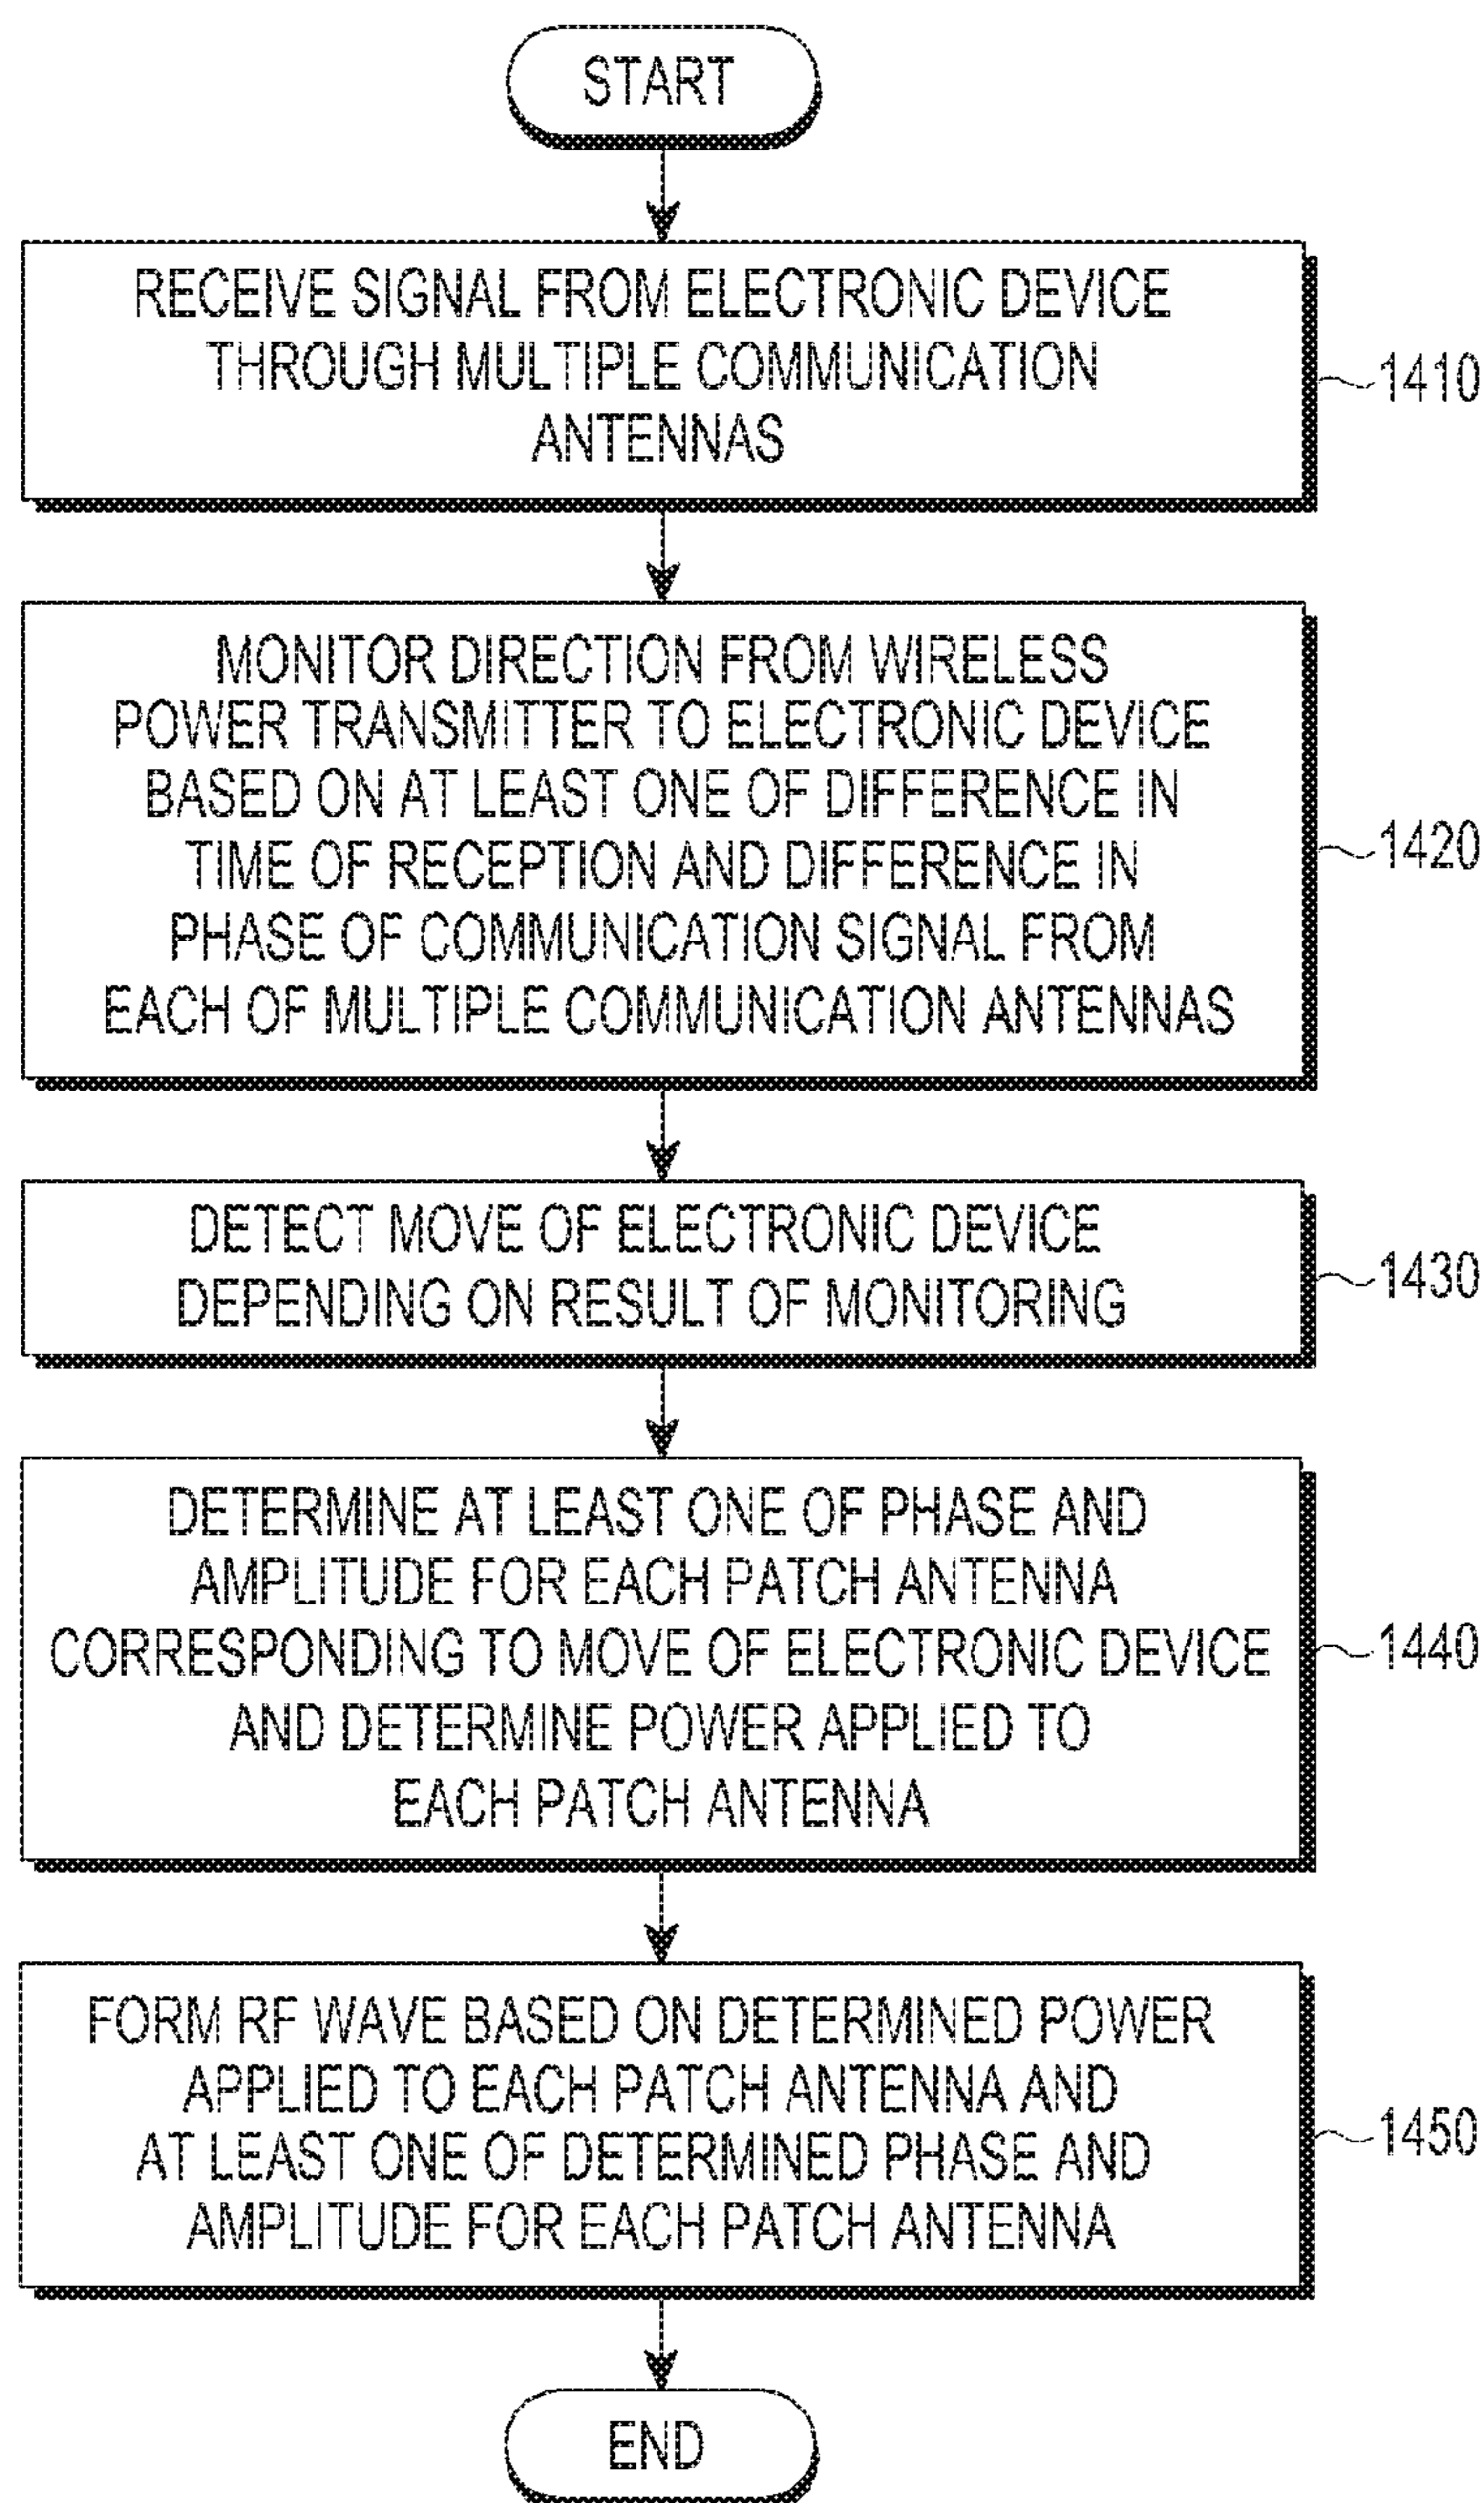 START
RECEIVE SIGNAL FROM ELECTRONIC DEVICE
THROUGH MULTIPLE COMMUNICATION
ANTENNAS
1410
MONITOR DIRECTION FROM WIRELESS
POWER TRANSMITTER TO ELECTRONIC DEVICE
BASED ON AT LEAST ONE OF DIFFERENCE IN
TIME OF RECEPTION AND DIFFERENCE IN
PHASE OF COMMUNICATION SIGNAL FROM
EACH OF MULTIPLE COMMUNICATION ANTENNAS
1420
DETECT MOVE OF ELECTRONIC DEVICE
DEPENDING ON RESULT OF MONITORING
1430
DETERMINE AT LEAST ONE OF PHASE AND
AMPLITUDE FOR EACH PATCH ANTENNA
CORRESPONDING TO MOVE OF ELECTRONIC DEVICE
AND DETERMINE POWER APPLIED TO
EACH PATCH ANTENNA
1440
FORM RF WAVE BASED ON DETERMINED POWER
APPLIED TO EACH PATCH ANTENNA AND
AT LEAST ONE OF DETERMINED PHASE AND
AMPLITUDE FOR EACH PATCH ANTENNA
1450
END